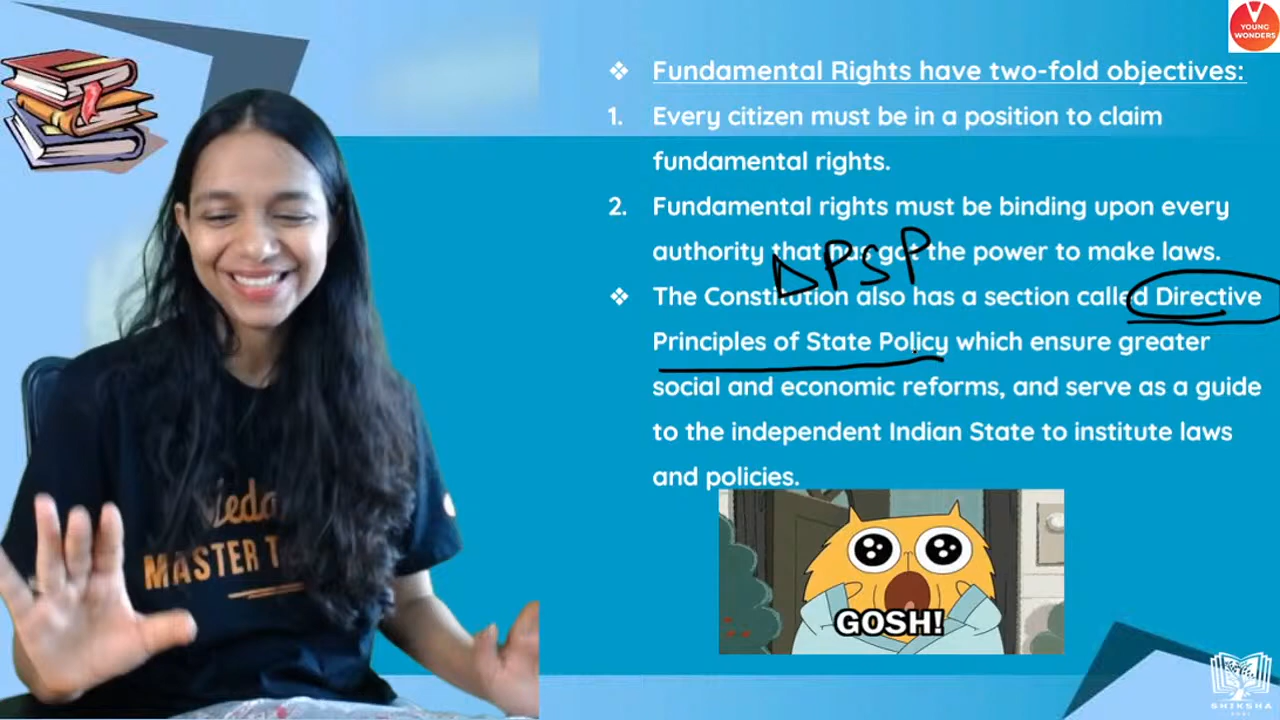 YOUNG
WONDERS
❖ Fundamental Rights have two-fold objectives:
1. Every citizen must be in a position to claim
fundamental rights.
2. Fundamental rights must be binding upon every
authority that has got the power to make laws.
DPSP
❖ The Constitution also has a section called Directive
Principles of State Policy which ensure greater
social and economic reforms, and serve as a guide
to the independent Indian State to institute laws
and policies.
MASTER
GOSH!
SHIKSHA